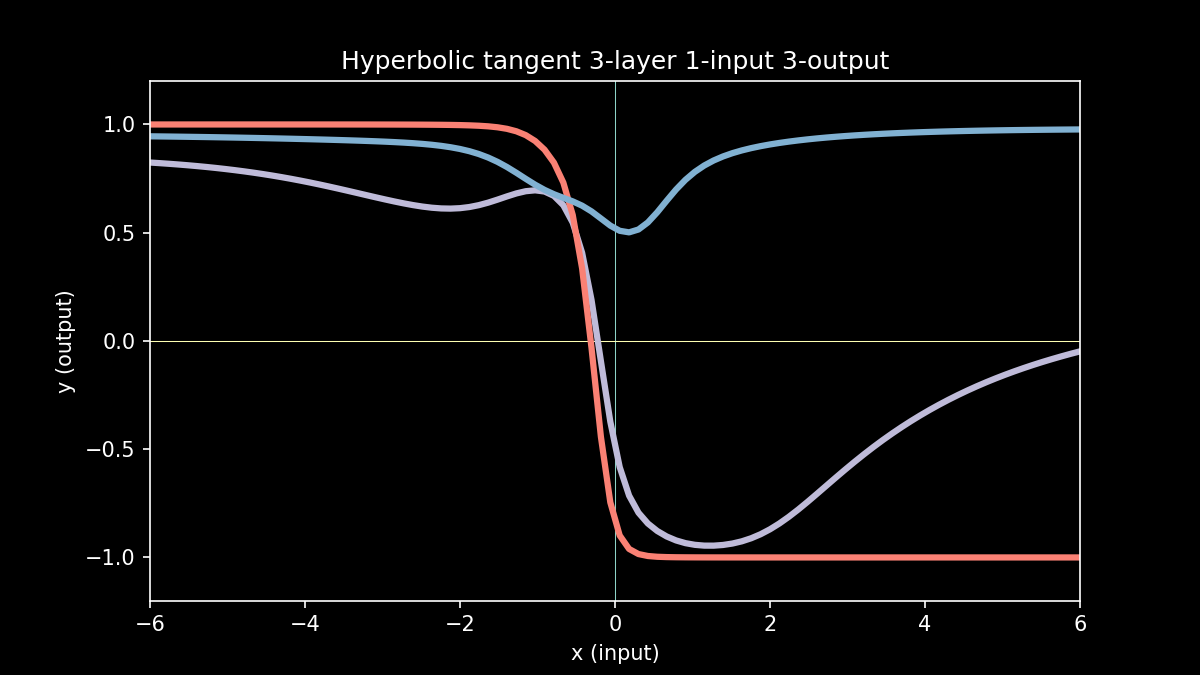 Hyperbolic tangent 3-layer 1-input 3-output
1.0
0.5
0.0
−0.5
−1.0
y (output)
−6 −4 −2 0 2 4 6
x (input)